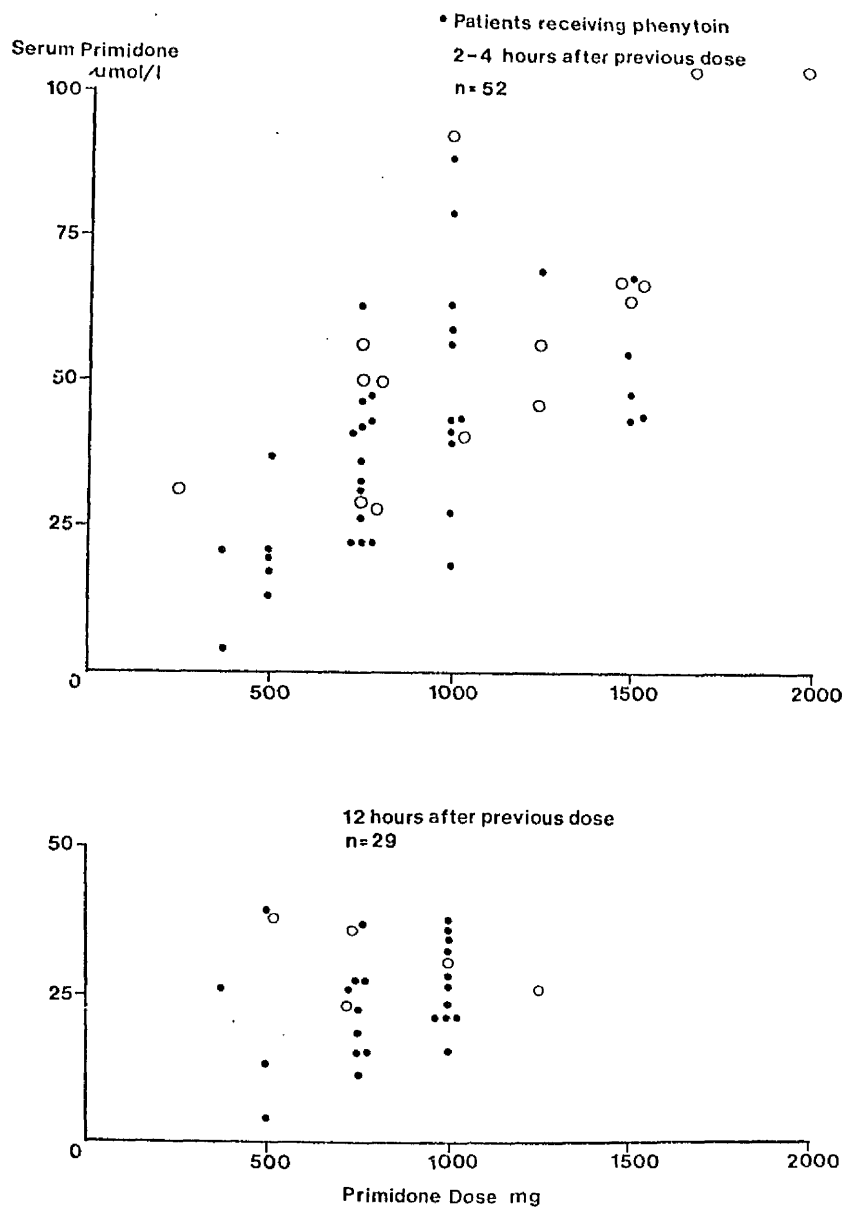 • Patients receiving phenytoin
Serum Primidone
2-4 hours after previous dose
μmol/l
n=52
100
75
50
25
0
500
1000
1500
2000
12 hours after previous dose
n=29
50
25
0
500
1000
1500
2000
Primidone Dose mg